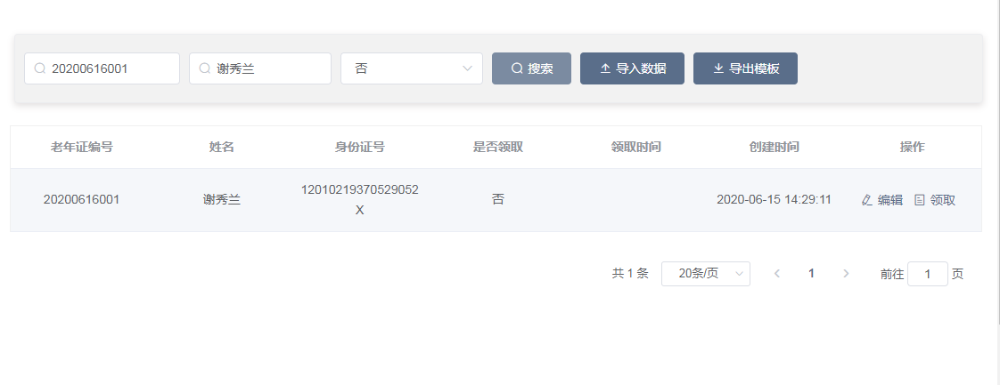 20200616001 谢秀兰 否 搜索 导入数据 导出模板
老年证编号 姓名 身份证号 是否领取 领取时间 创建时间 操作
20200616001 谢秀兰 12010219370529052 否 2020-06-15 14:29:11 编辑 领取
X
共 1 条 20条/页 1 前往 1 页